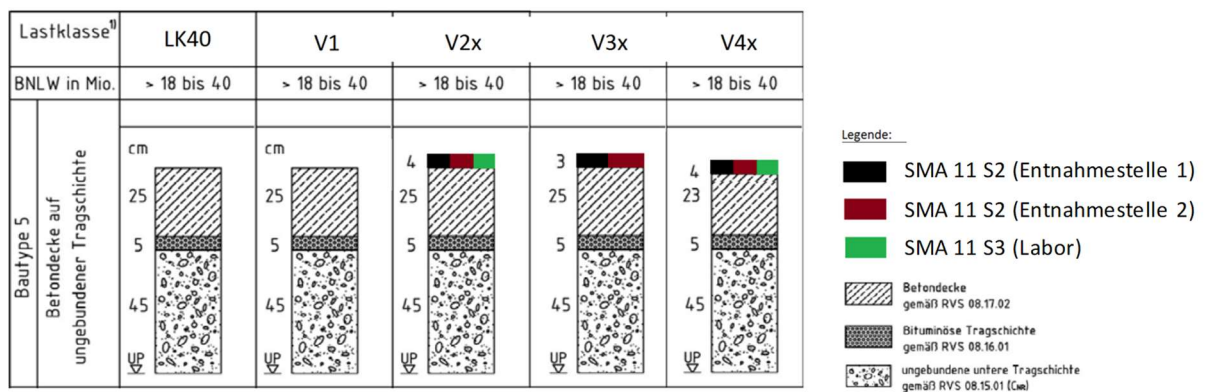 Lastklasse¹⁾ LK40 V1 V2x V3x V4x
BNLW in Mio. > 18 bis 40 > 18 bis 40 > 18 bis 40 > 18 bis 40 > 18 bis 40
Bautype 5
Betondecke auf
ungebundener Tragschichte
cm
25
5
45
UP
cm
25
5
45
UP
4
25
5
45
UP
3
25
5
45
UP
4
23
5
45
UP
Legende:
SMA 11 S2 (Entnahmestelle 1)
SMA 11 S2 (Entnahmestelle 2)
SMA 11 S3 (Labor)
Betondecke
gemäß RVS 08.17.02
Bituminöse Tragschichte
gemäß RVS 08.16.01
ungebundene untere Tragschichte
gemäß RVS 08.15.01 (CNR)